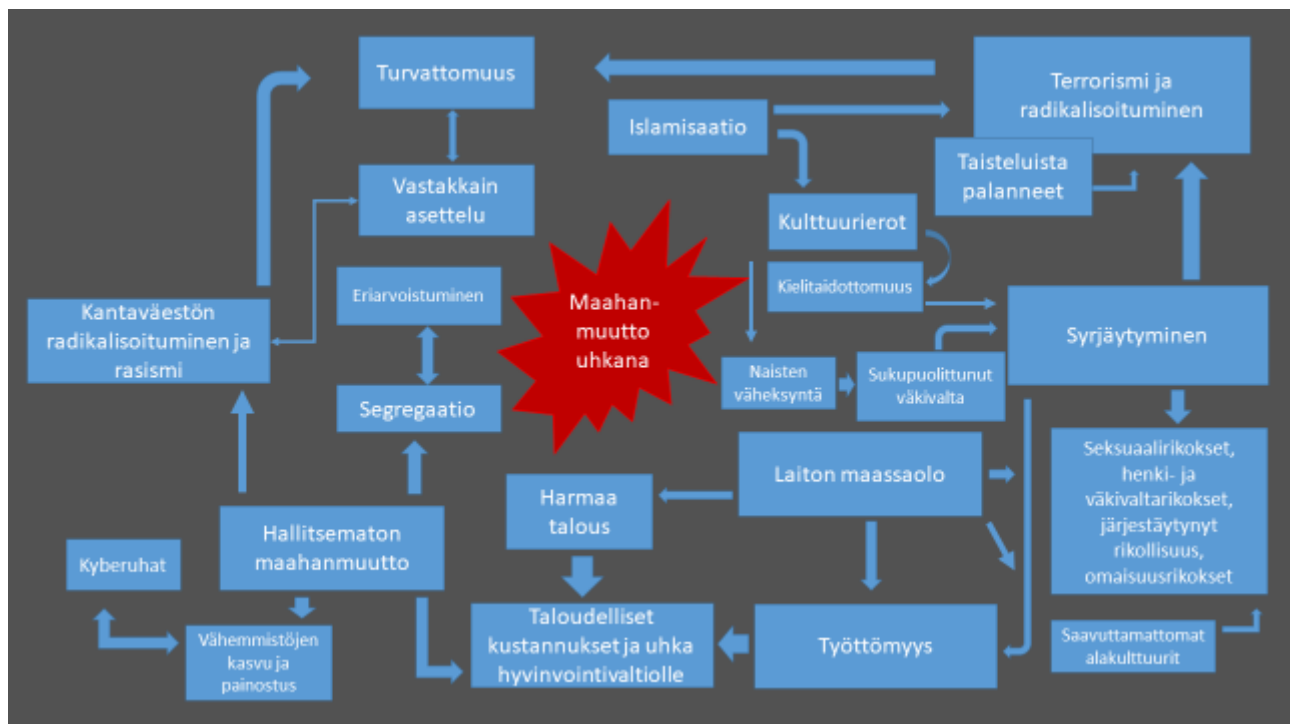 Turvattomuus
Terrorismi ja
radikalisoituminen
Islamisaatio
Taisteluista
palanneet
Vastakkain
asettelu
Kulttuurierot
Kielitaidottomuus
Eriarvoistuminen
Maahan-
muutto
uhkana
Kantaväestön
radikalisoituminen ja
rasismi
Syrjäytyminen
Naisten
väheksyntä
Sukupuolittunut
väkivalta
Segregaatio
Laiton maassaolo
Seksuaalirikokset,
henki- ja
väkivaltarikokset,
järjestäytynyt
rikollisuus,
omaisuusrikokset
Harmaa
talous
Hallitsematon
maahanmuutto
Kyberuhat
Vähemmistöjen
kasvu ja
painostus
Taloudelliset
kustannukset ja uhka
hyvinvointivaltiolle
Työttömyys
Saavuttamattomat
alakulttuurit